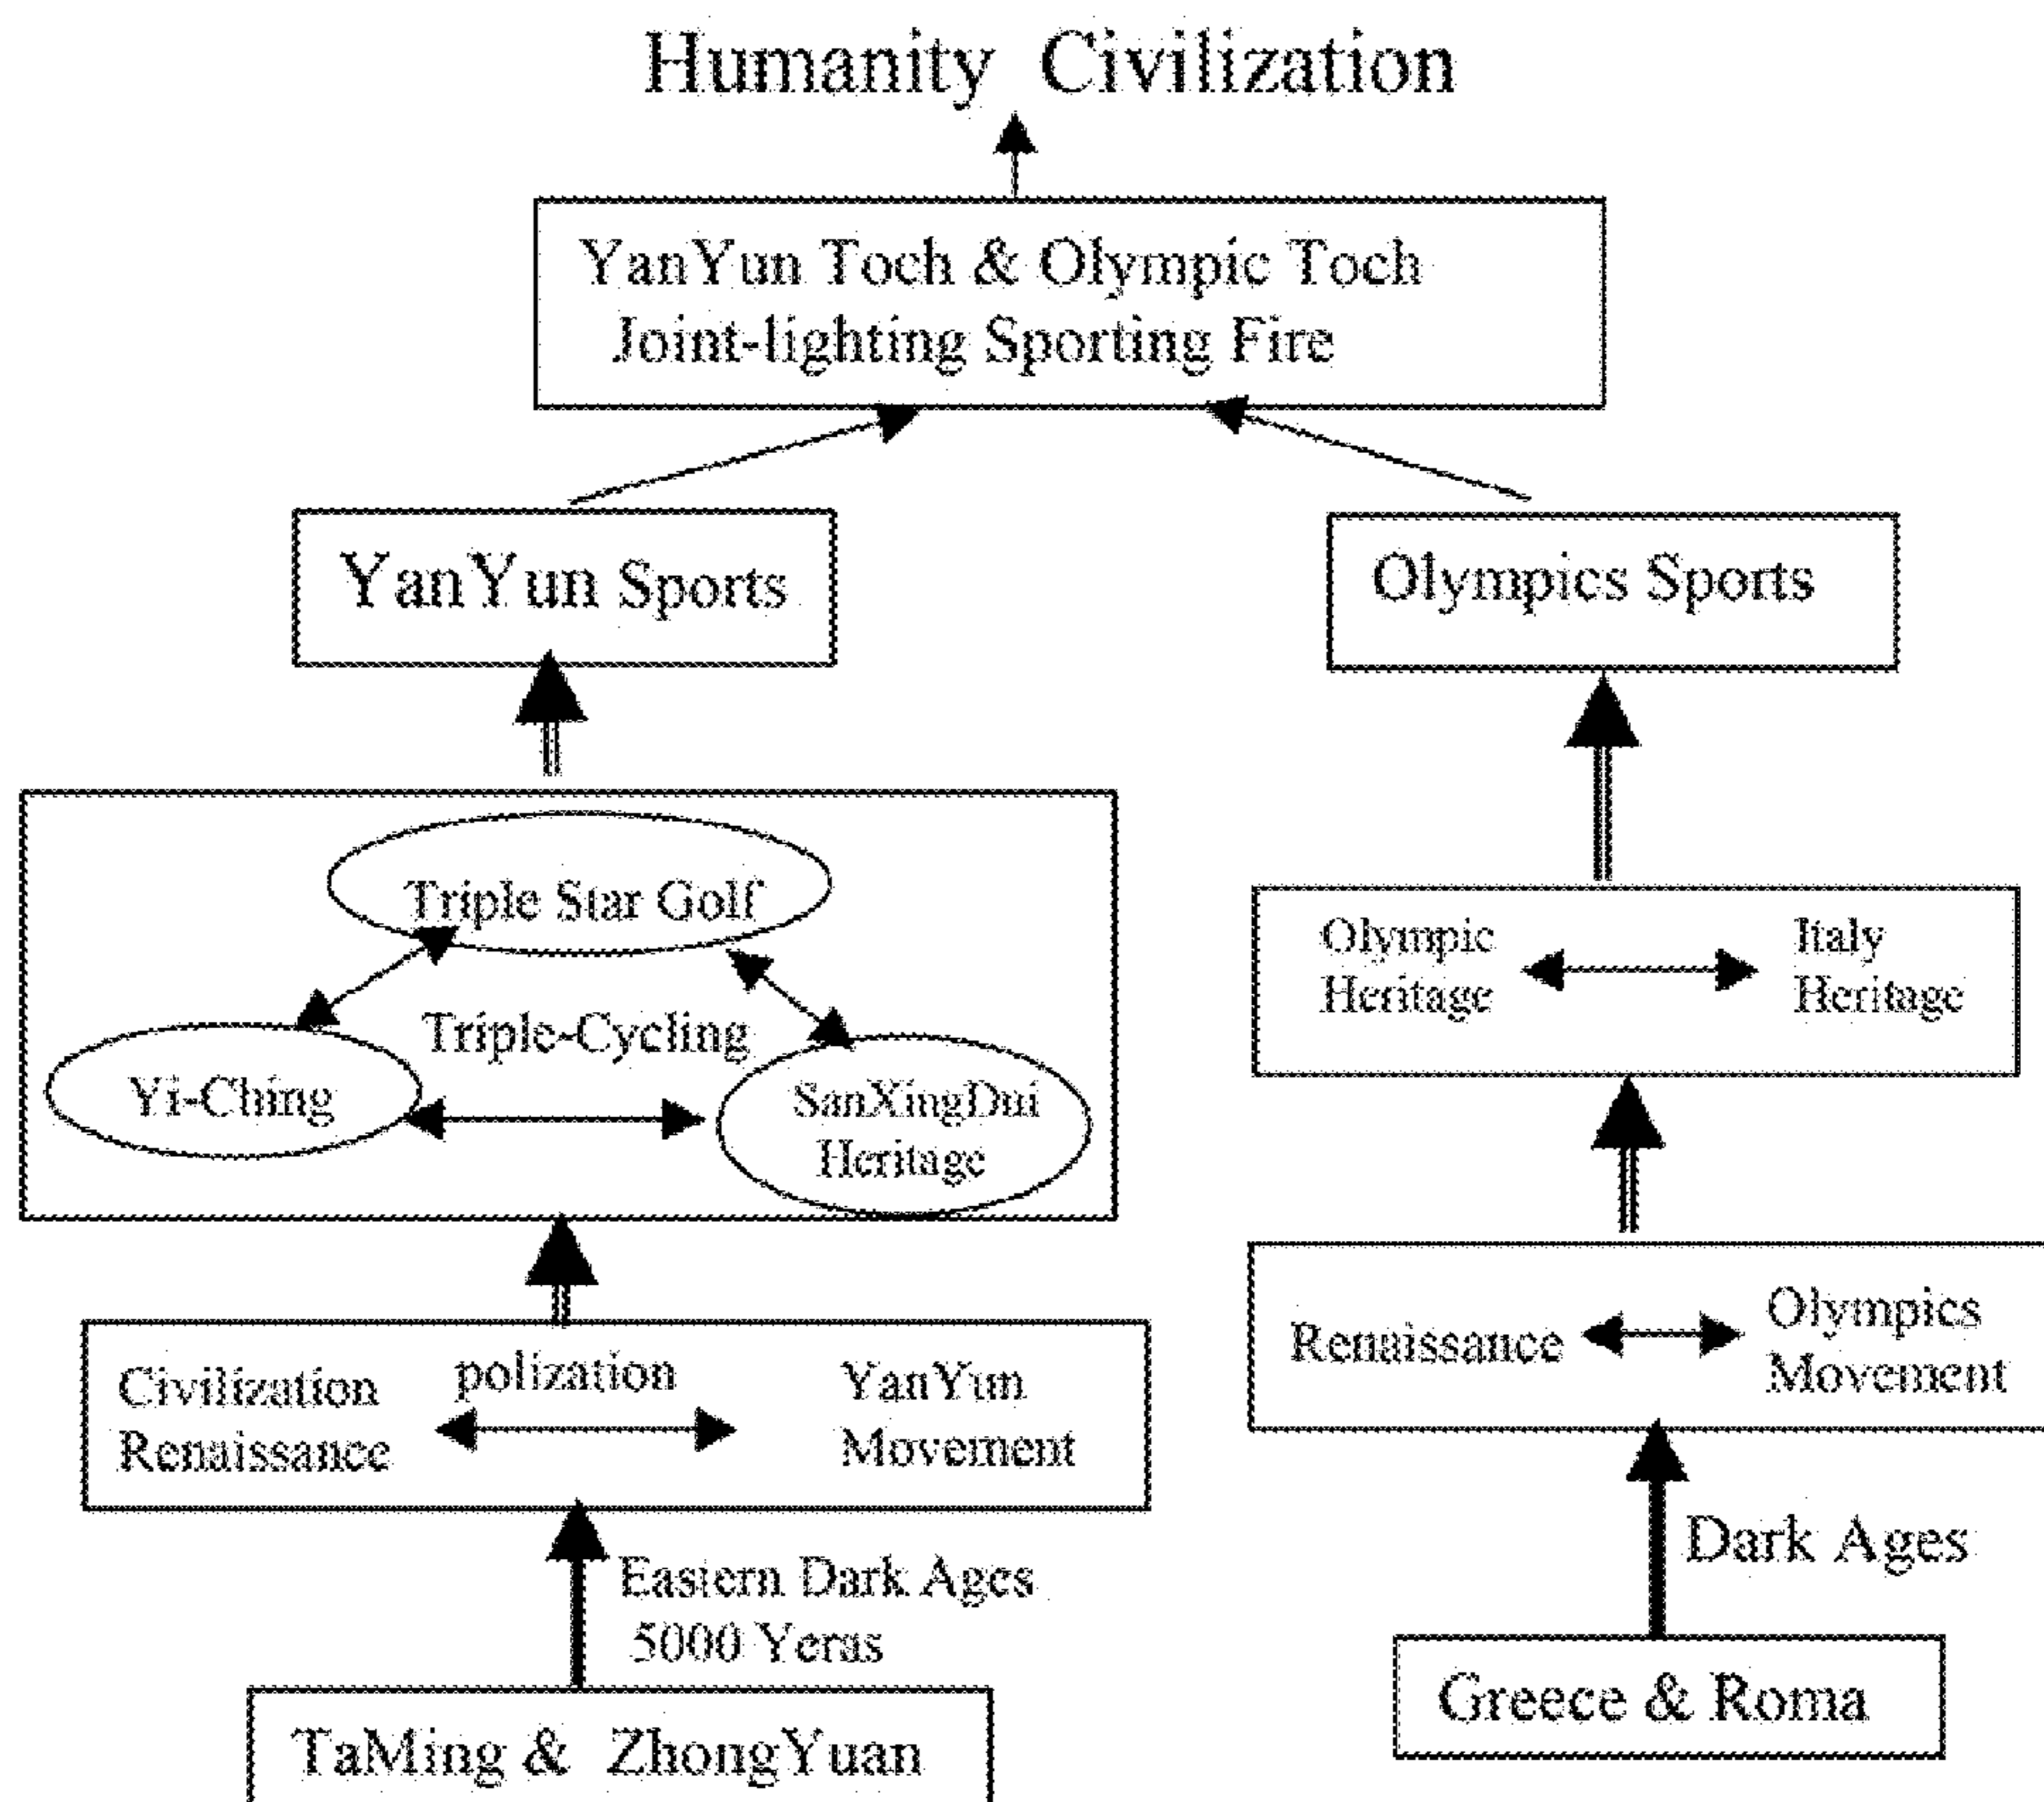 Humanity Civilization
YanYun Toch & Olympic Toch
Joint-lighting Sporting Fire
YanYun Sports
Olympics Sports
Triple Star Golf
Triple-Cycling
Yi-Ching
SanXingDui
Heritage
Olympic
Heritage
Italy
Heritage
Civilization
Renaissance
polization
YanYun
Movement
Renaissance
Olympics
Movement
Eastern Dark Ages
5000 Yeras
Dark Ages
TaMing & ZhongYuan
Greece & Roma